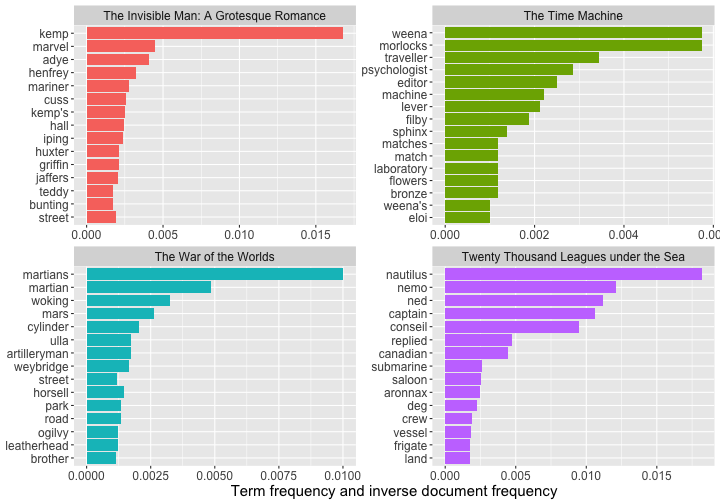 The Invisible Man: A Grotesque Romance
kemp
marvel
adye
henfrey
mariner
cuss
kemp's
hall
iping
huxter
griffin
jaffers
teddy
bunting
street
0.000 0.005 0.010 0.015
The Time Machine
weena
morlocks
traveller
psychologist
editor
machine
lever
filby
sphinx
matches
match
laboratory
flowers
bronze
weena's
eloi
0.000 0.002 0.004 0.00
The War of the Worlds
martians
martian
woking
mars
cylinder
ulla
artilleryman
weybridge
street
horsell
park
road
ogilvy
leatherhead
brother
0.0000 0.0025 0.0050 0.0075 0.0100
Twenty Thousand Leagues under the Sea
nautilus
nemo
ned
captain
conseil
replied
canadian
submarine
saloon
aronnax
deg
crew
vessel
frigate
land
0.000 0.005 0.010 0.015
Term frequency and inverse document frequency